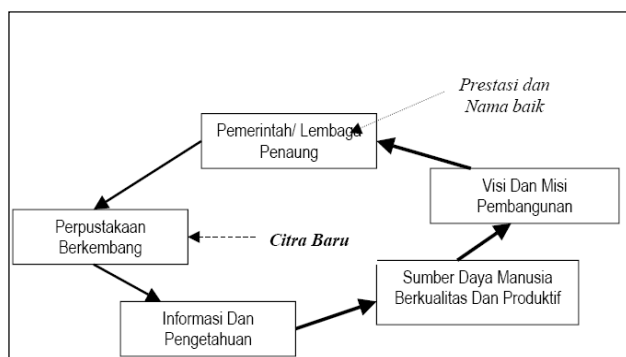 Prestasi dan
Nama baik
Pemerintah/ Lembaga
Penaung
Visi Dan Misi
Pembangunan
Perpustakaan
Berkembang
Citra Baru
Sumber Daya Manusia
Berkualitas Dan Produktif
Informasi Dan
Pengetahuan